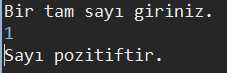 Bir tam sayı giriniz.
1
Sayı pozitiftir.